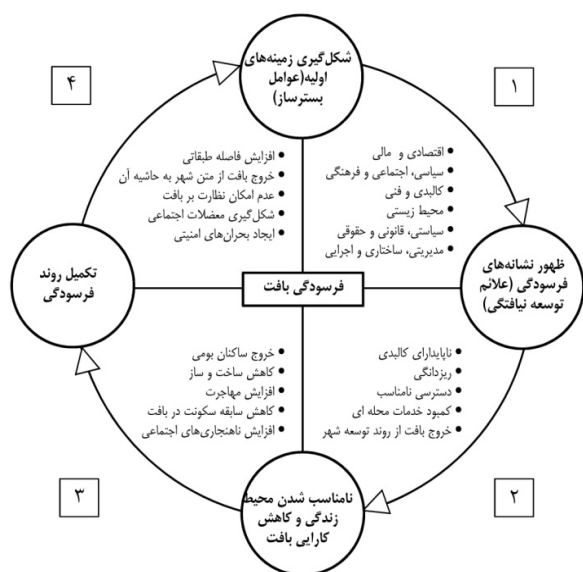 شکل‌گیری زمینه‌های
اولیه(عوامل
بسترساز)
۴
۱
افزایش فاصله طبقاتی
خروج بافت از متن شهر به حاشیه آن
عدم امکان نظارت بر بافت
شکل‌گیری معضلات اجتماعی
ایجاد بحران‌های امنیتی
اقتصادی و مالی
سیاسی، اجتماعی و فرهنگی
کالبدی و فنی
محیط زیستی
سیاستی، قانونی و حقوقی
مدیریتی، ساختاری و اجرایی
ظهور نشانه‌های
فرسودگی (علائم
توسعه نیافتگی)
فرسودگی بافت
تکمیل روند
فرسودگی
ناپایدارای کالبدی
ریزدانگی
دسترسی نامناسب
کمبود خدمات محله ای
خروج بافت از روند توسعه شهر
خروج ساکنان بومی
کاهش ساخت و ساز
افزایش مهاجرت
کاهش سابقه سکونت در بافت
افزایش ناهنجاری‌های اجتماعی
۲
۳
نامناسب شدن محیط
زندگی و کاهش
کارایی بافت